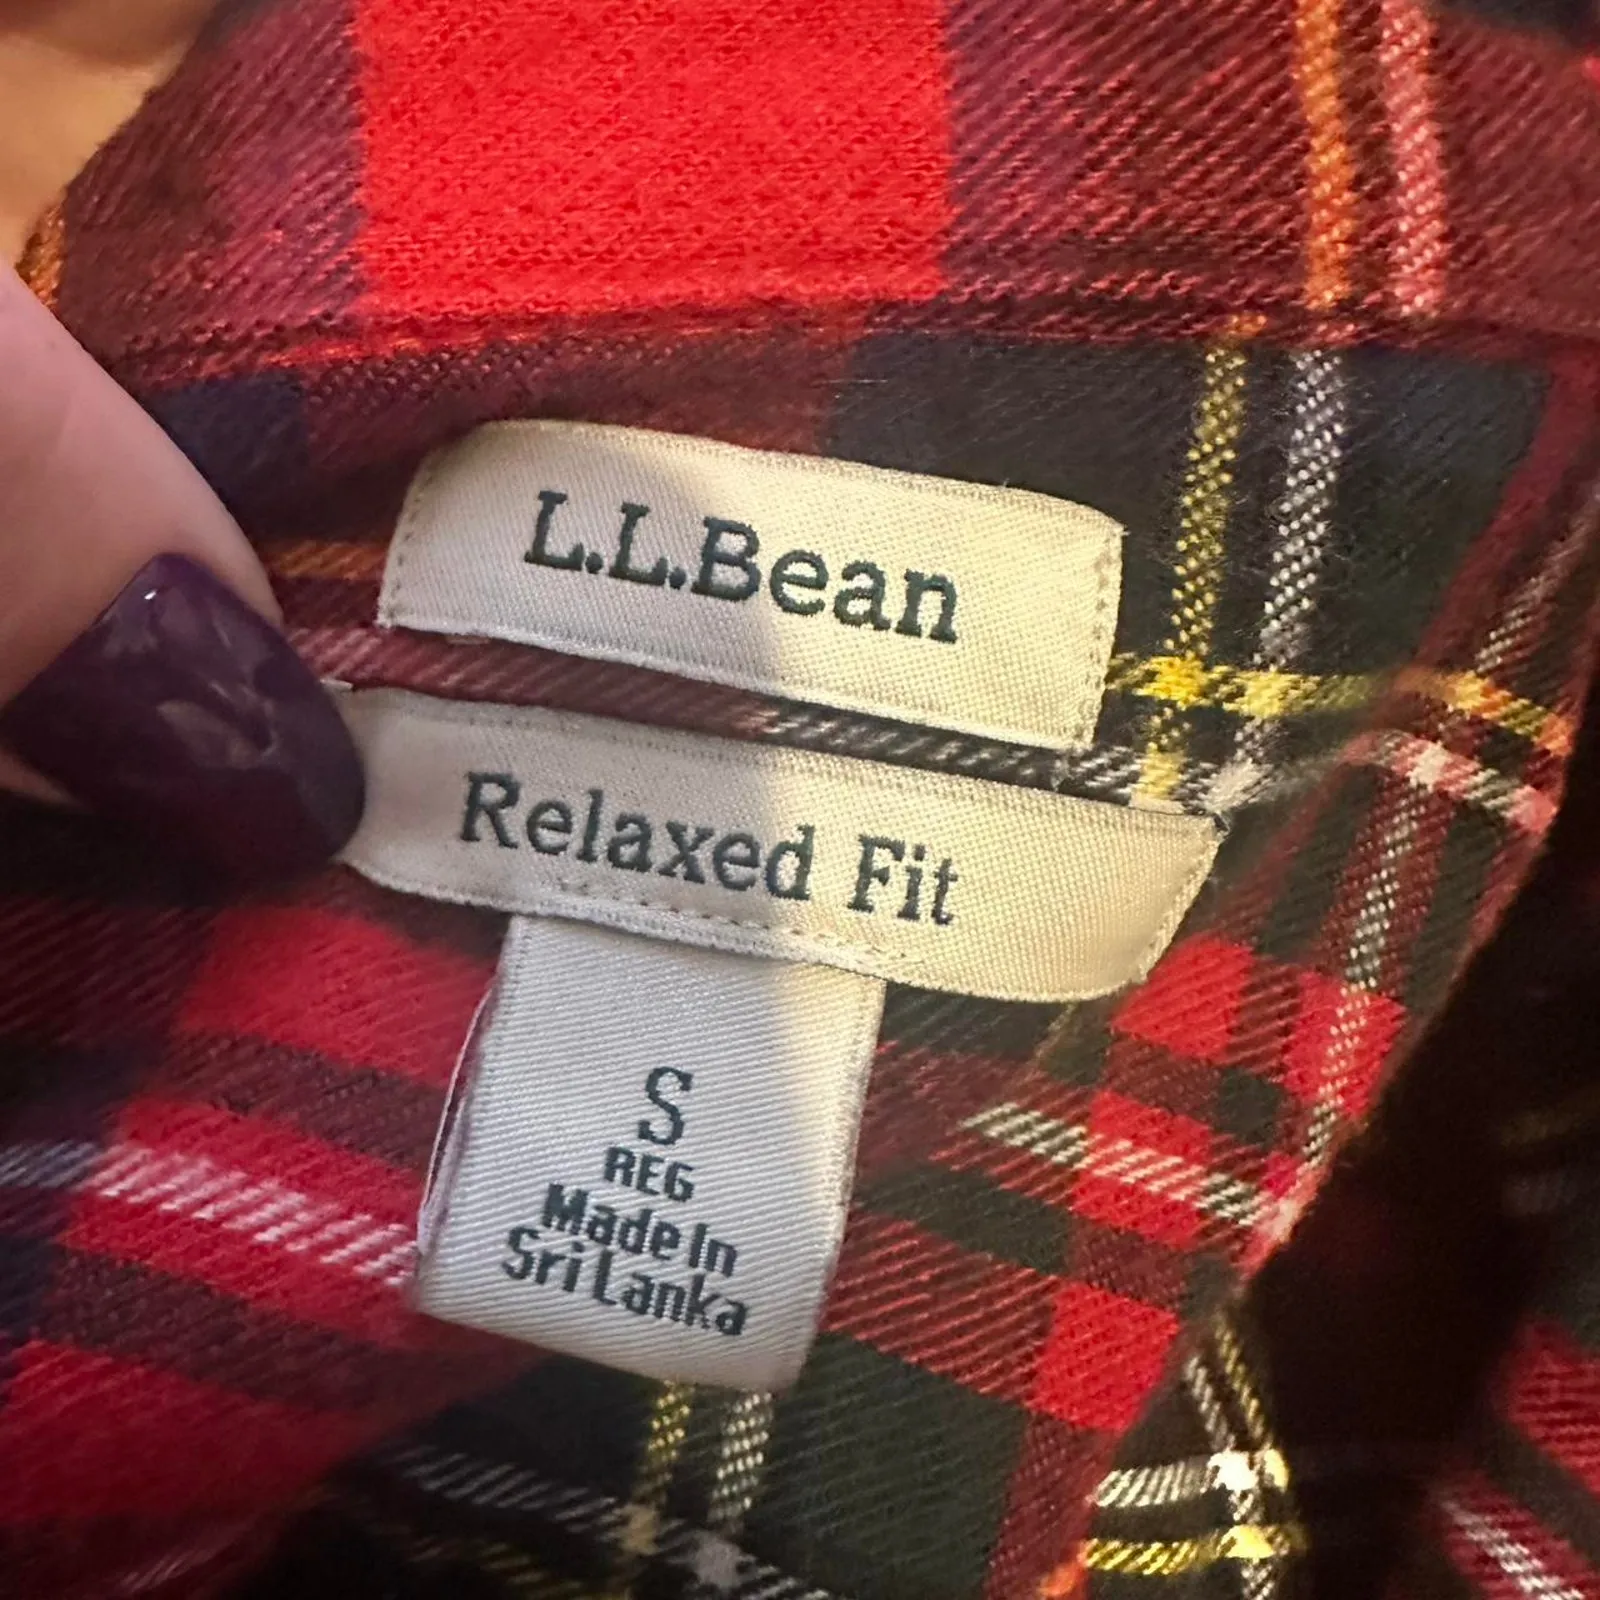 L.L.Bean
Relaxed Fit
S
REG
Made In
Sri Lanka